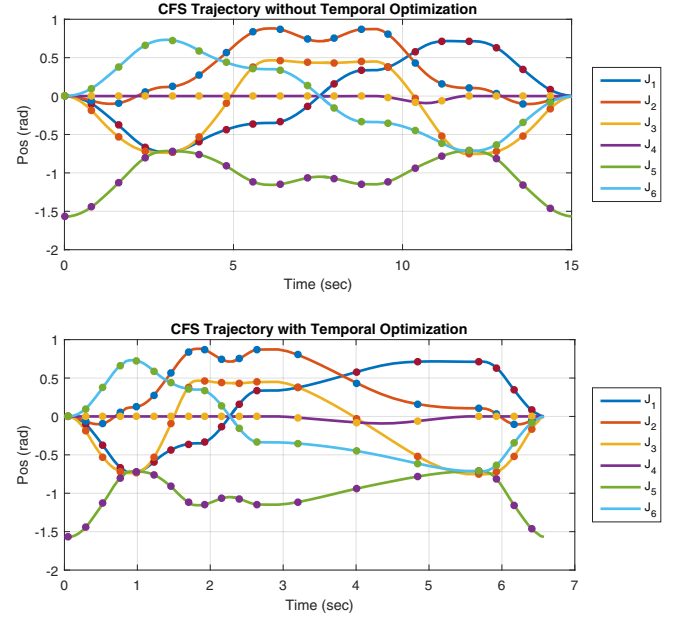 CFS Trajectory without Temporal Optimization
1
0.5
0
-0.5
-1
-1.5
-2
Pos (rad)
0 5 10 15
Time (sec)
J1
J2
J3
J4
J5
J6
CFS Trajectory with Temporal Optimization
1
0.5
0
-0.5
-1
-1.5
-2
Pos (rad)
0 1 2 3 4 5 6 7
Time (sec)
J1
J2
J3
J4
J5
J6